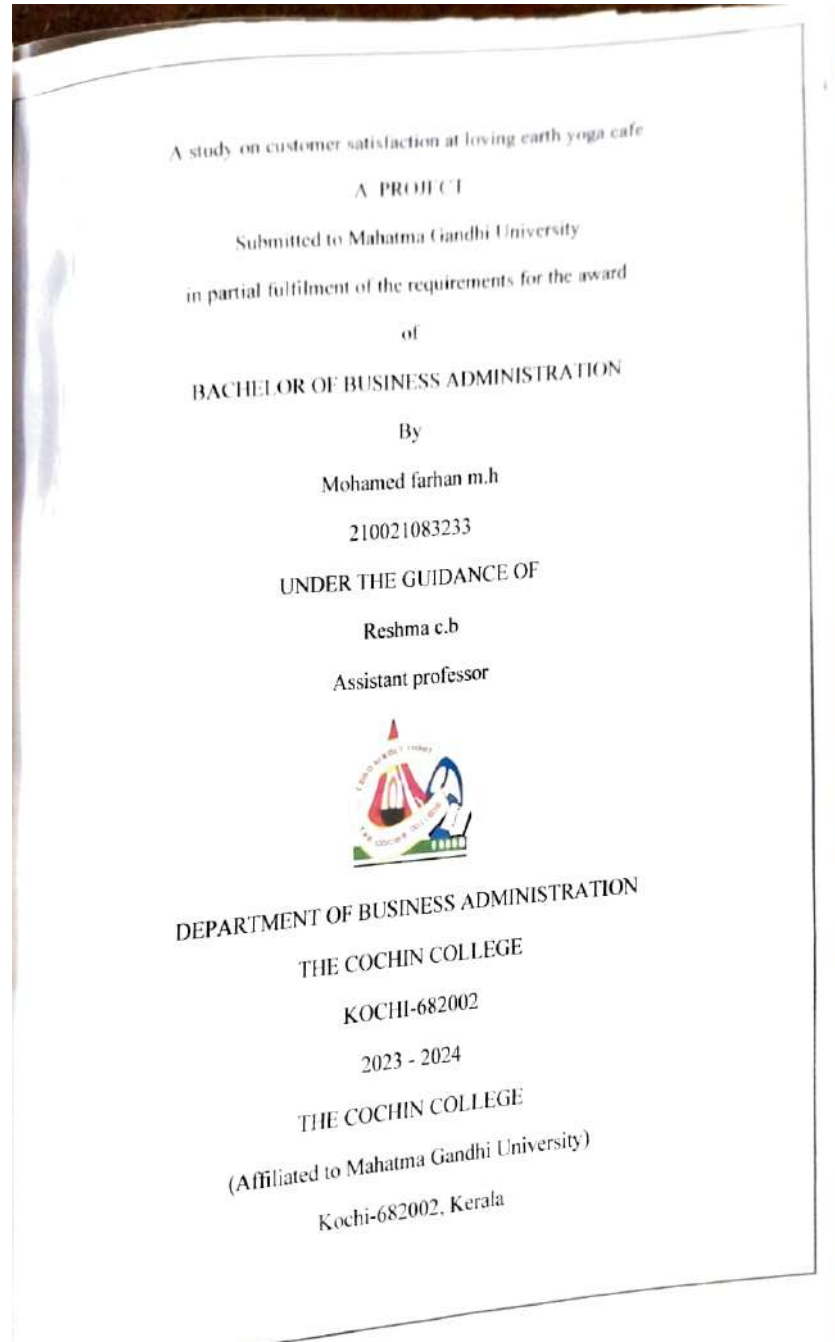 A study on customer satisfaction at loving earth yoga cafe
A PROJECT
Submitted to Mahatma Gandhi University
in partial fulfilment of the requirements for the award
of
BACHELOR OF BUSINESS ADMINISTRATION
By
Mohamed farhan m.h
210021083233
UNDER THE GUIDANCE OF
Reshma c.b
Assistant professor
THE COCHIN COLLEGE
DEPARTMENT OF BUSINESS ADMINISTRATION
THE COCHIN COLLEGE
KOCHI-682002
2023 - 2024
THE COCHIN COLLEGE
(Affiliated to Mahatma Gandhi University)
Kochi-682002, Kerala